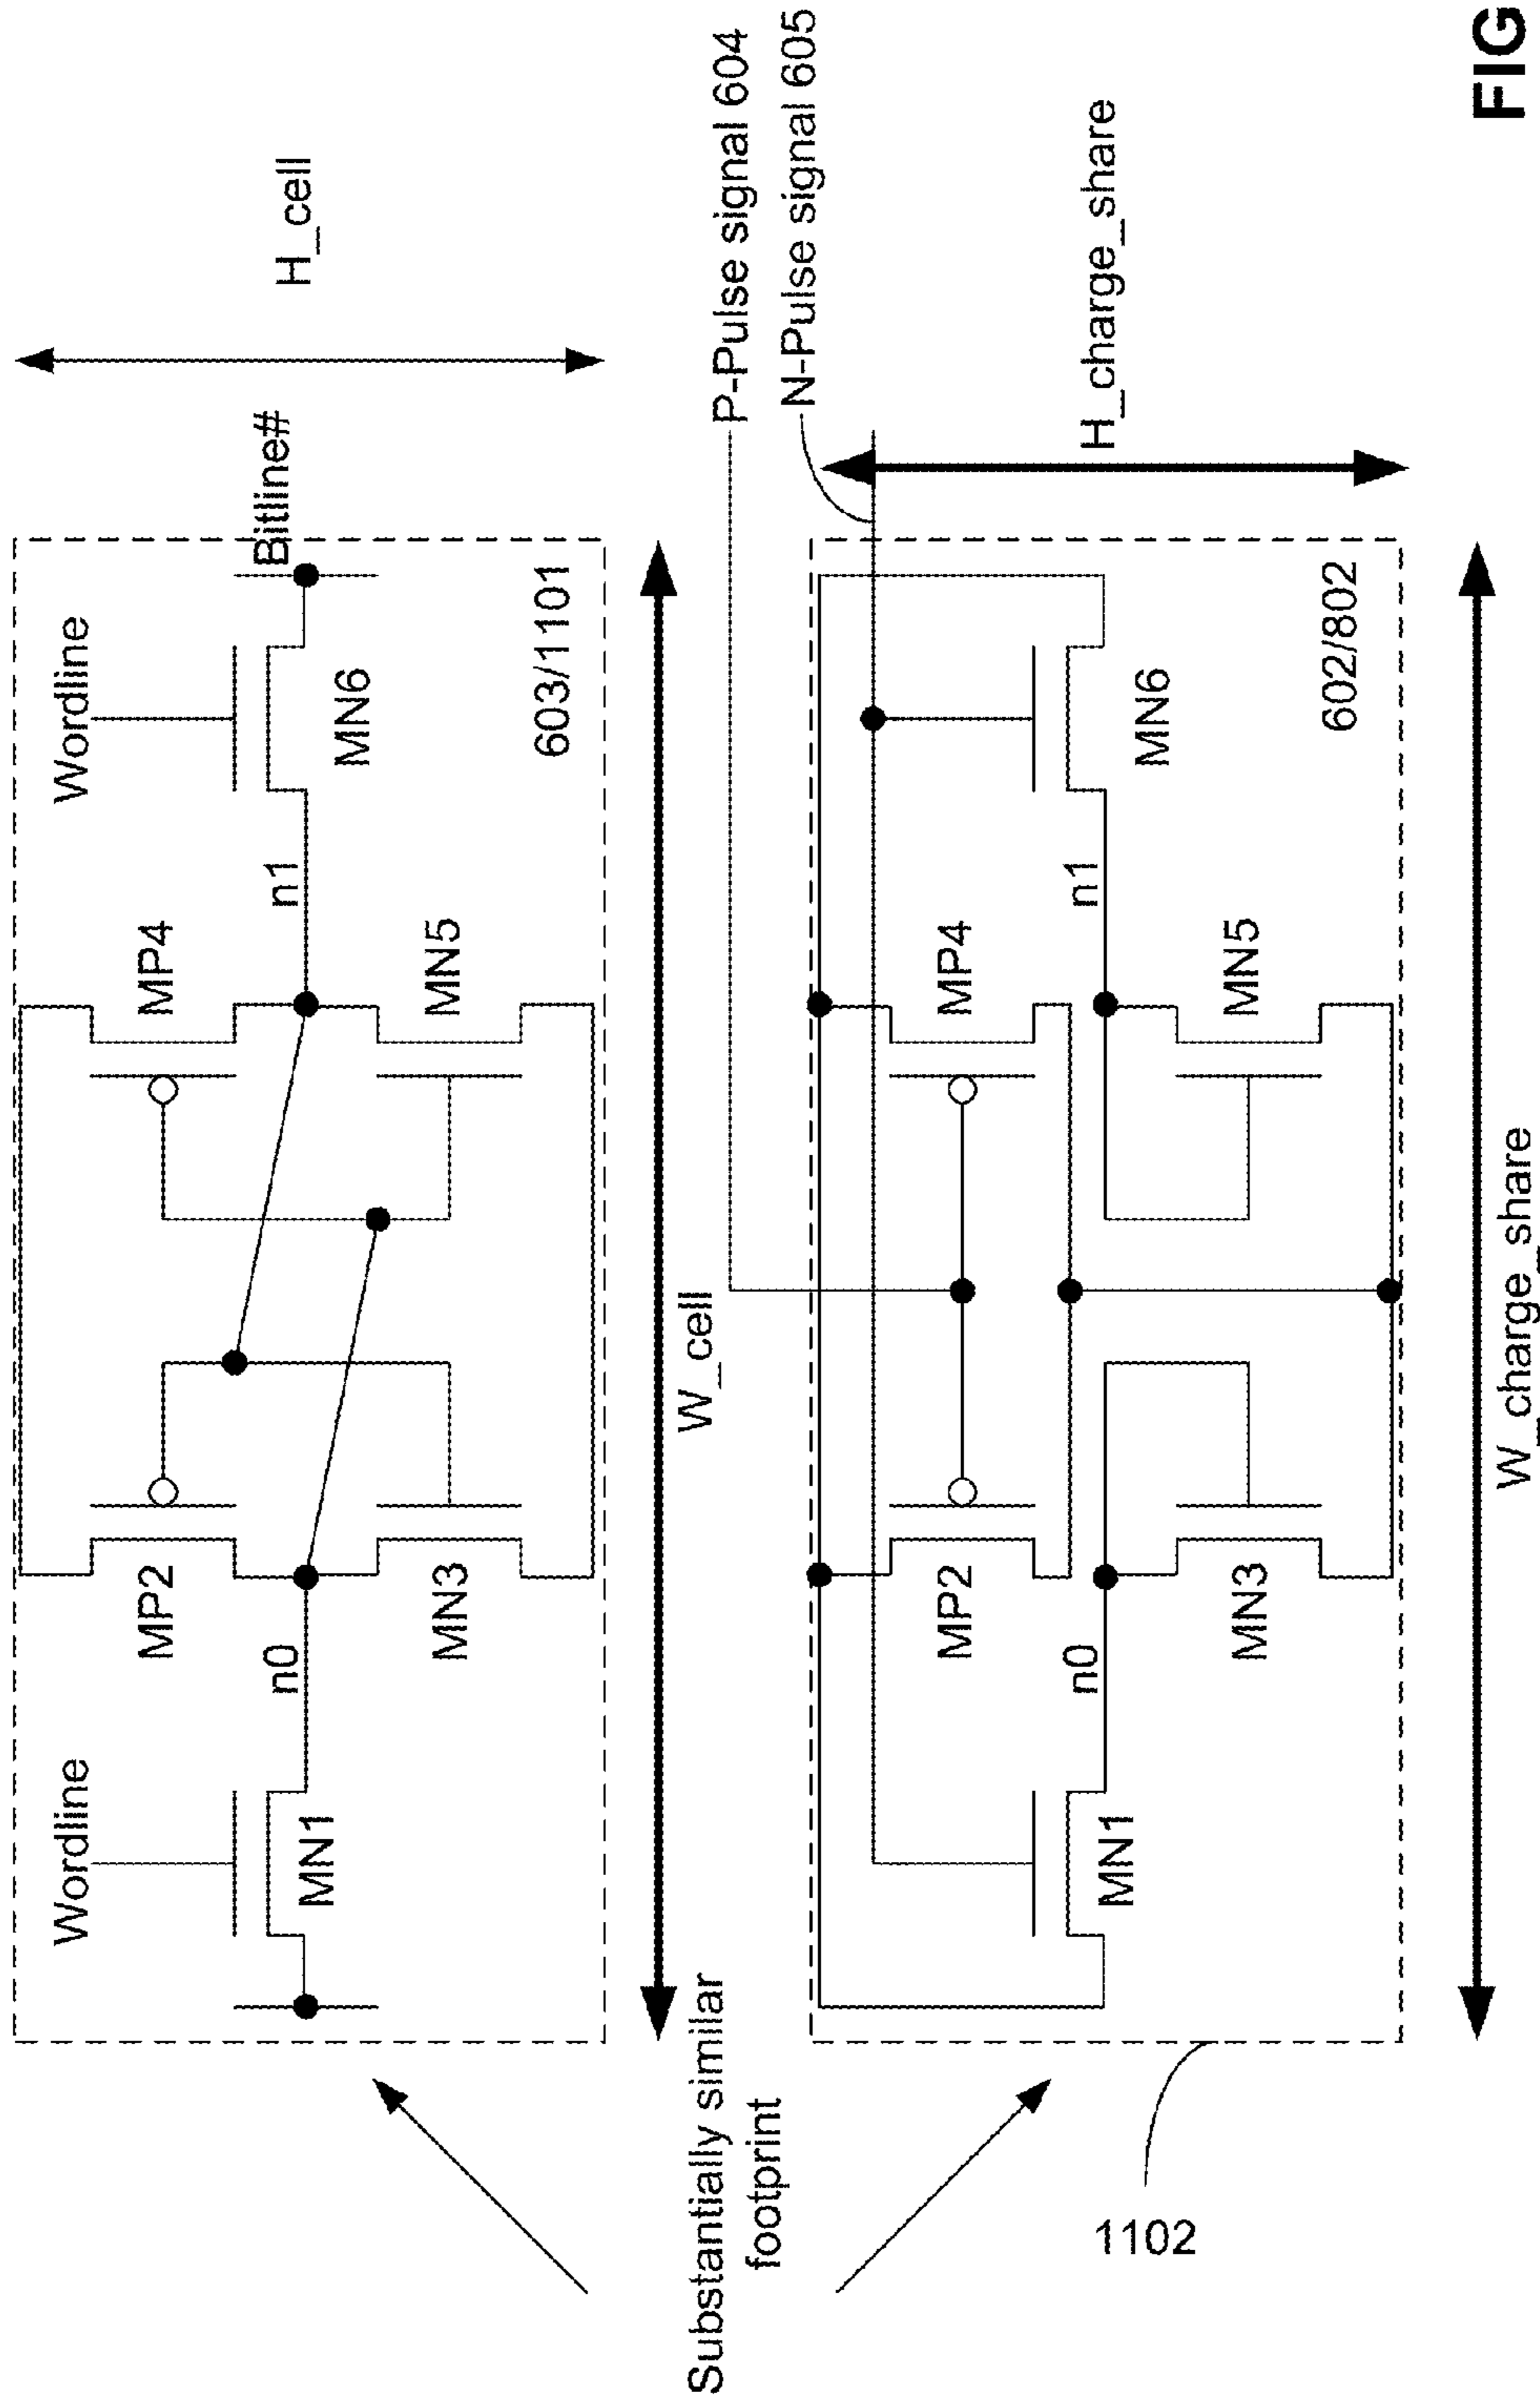 Wordline
Wordline
Bitline#
H_cell
MP2
MP4
n0
n1
MN1
MN3
MN5
MN6
603/1101
W_cell
Substantially similar
footprint
P-Pulse signal 604
N-Pulse signal 605
MP2
MP4
n0
n1
H_charge_share
MN1
MN3
MN5
MN6
602/802
1102
W_charge_share
FIG